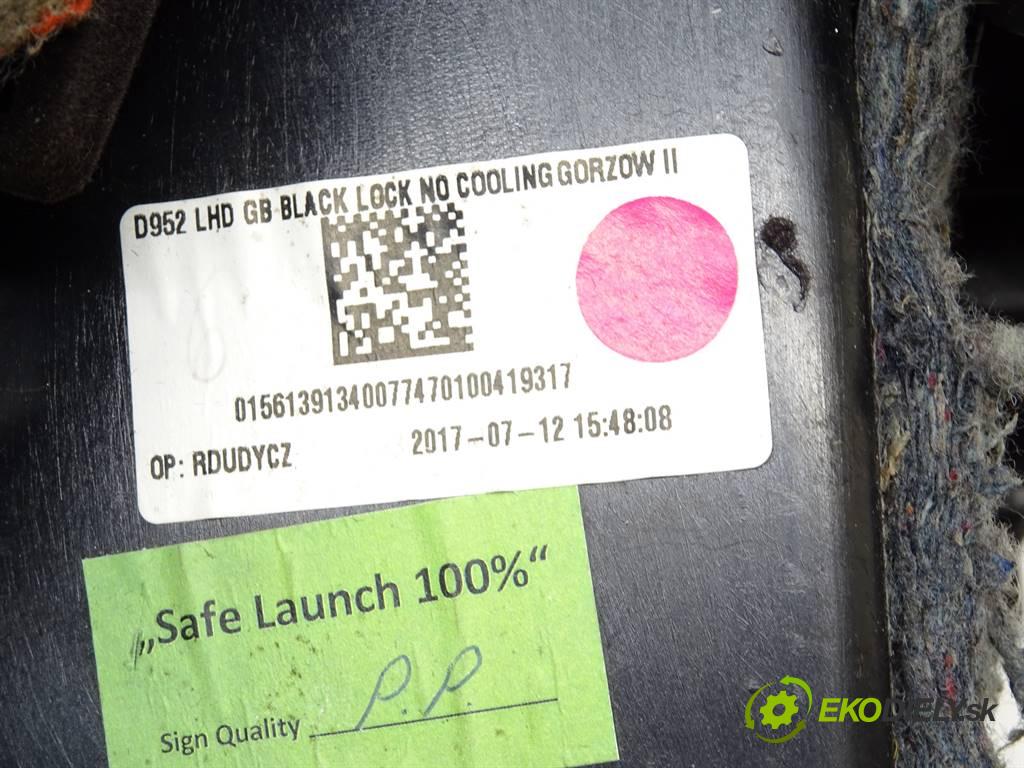 D952 LHD GB BLACK LOCK NO COOLING GORZOW II
01561391340077470100419317
OP: RDUDYCZ 2017-07-12 15:48:08
„Safe Launch 100%“
Sign Quality P.P.
EKODIELY.sk